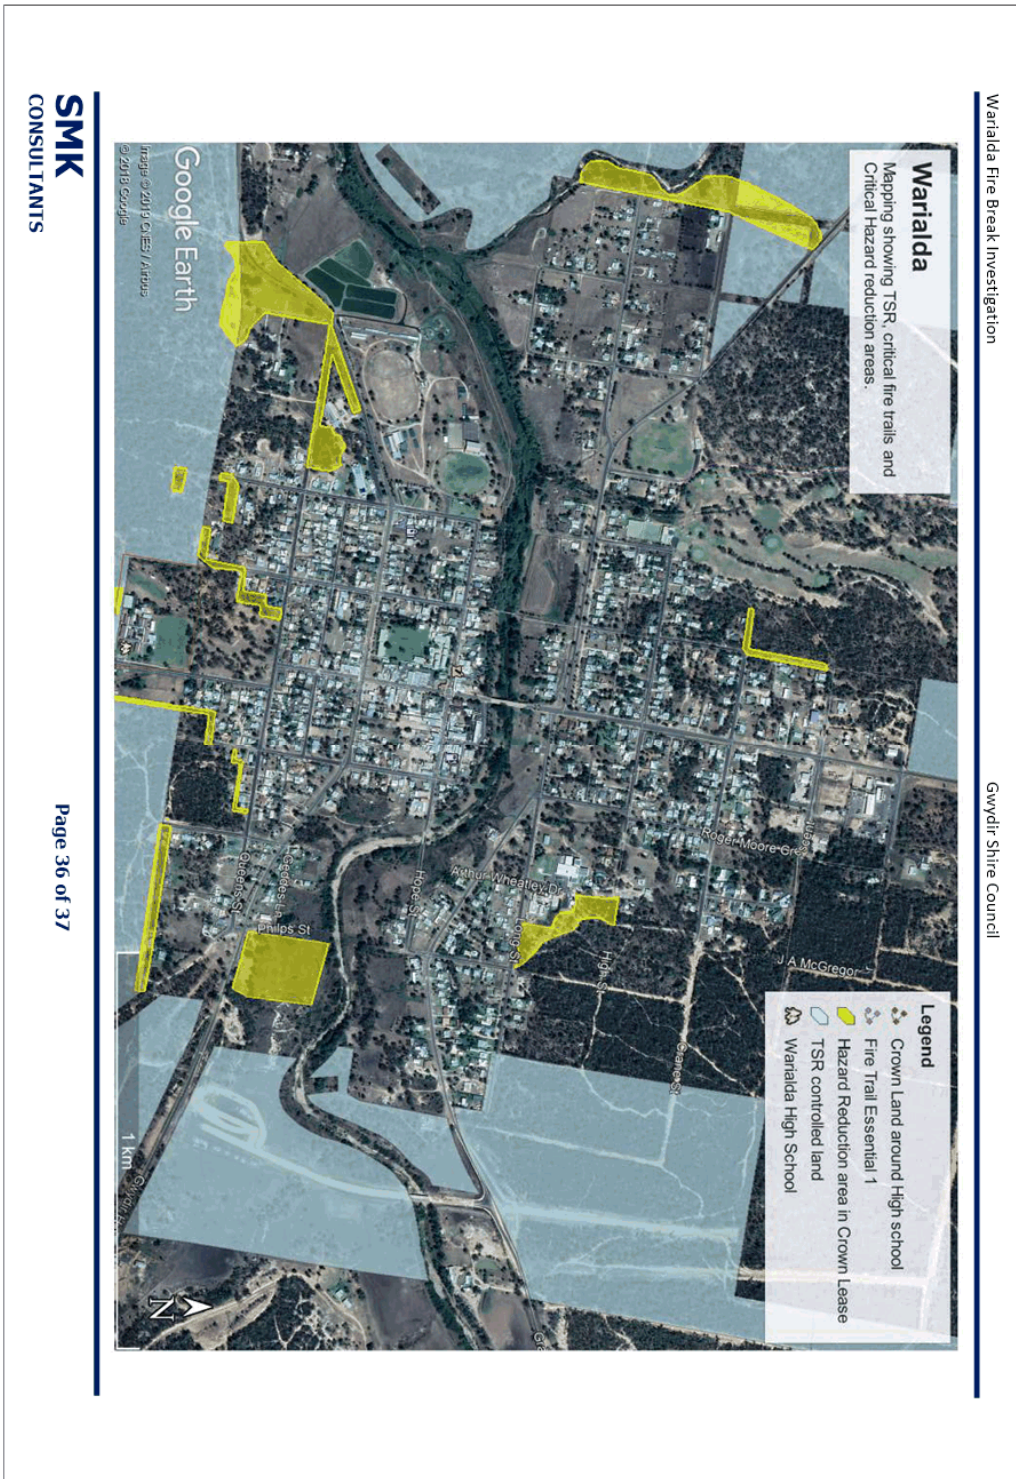 Warialda Fire Break Investigation
Gwydir Shire Council
Warialda
Mapping showing TSR, critical fire trails and
Critical Hazard reduction areas.
Legend
Crown Land around High school
Fire Trail Essential 1
Hazard Reduction area in Crown Lease
TSR controlled land
Warialda High School
J A McGregor
Roger Moore Cres
Crane St
High St
Long St
Arthur Wheatley Dr
Hope St
Geddes Ln
Queen St
Philps St
Google Earth
Image © 2019 CNES / Airbus
© 2018 Google
1 km
N
SMK
CONSULTANTS
Page 36 of 37